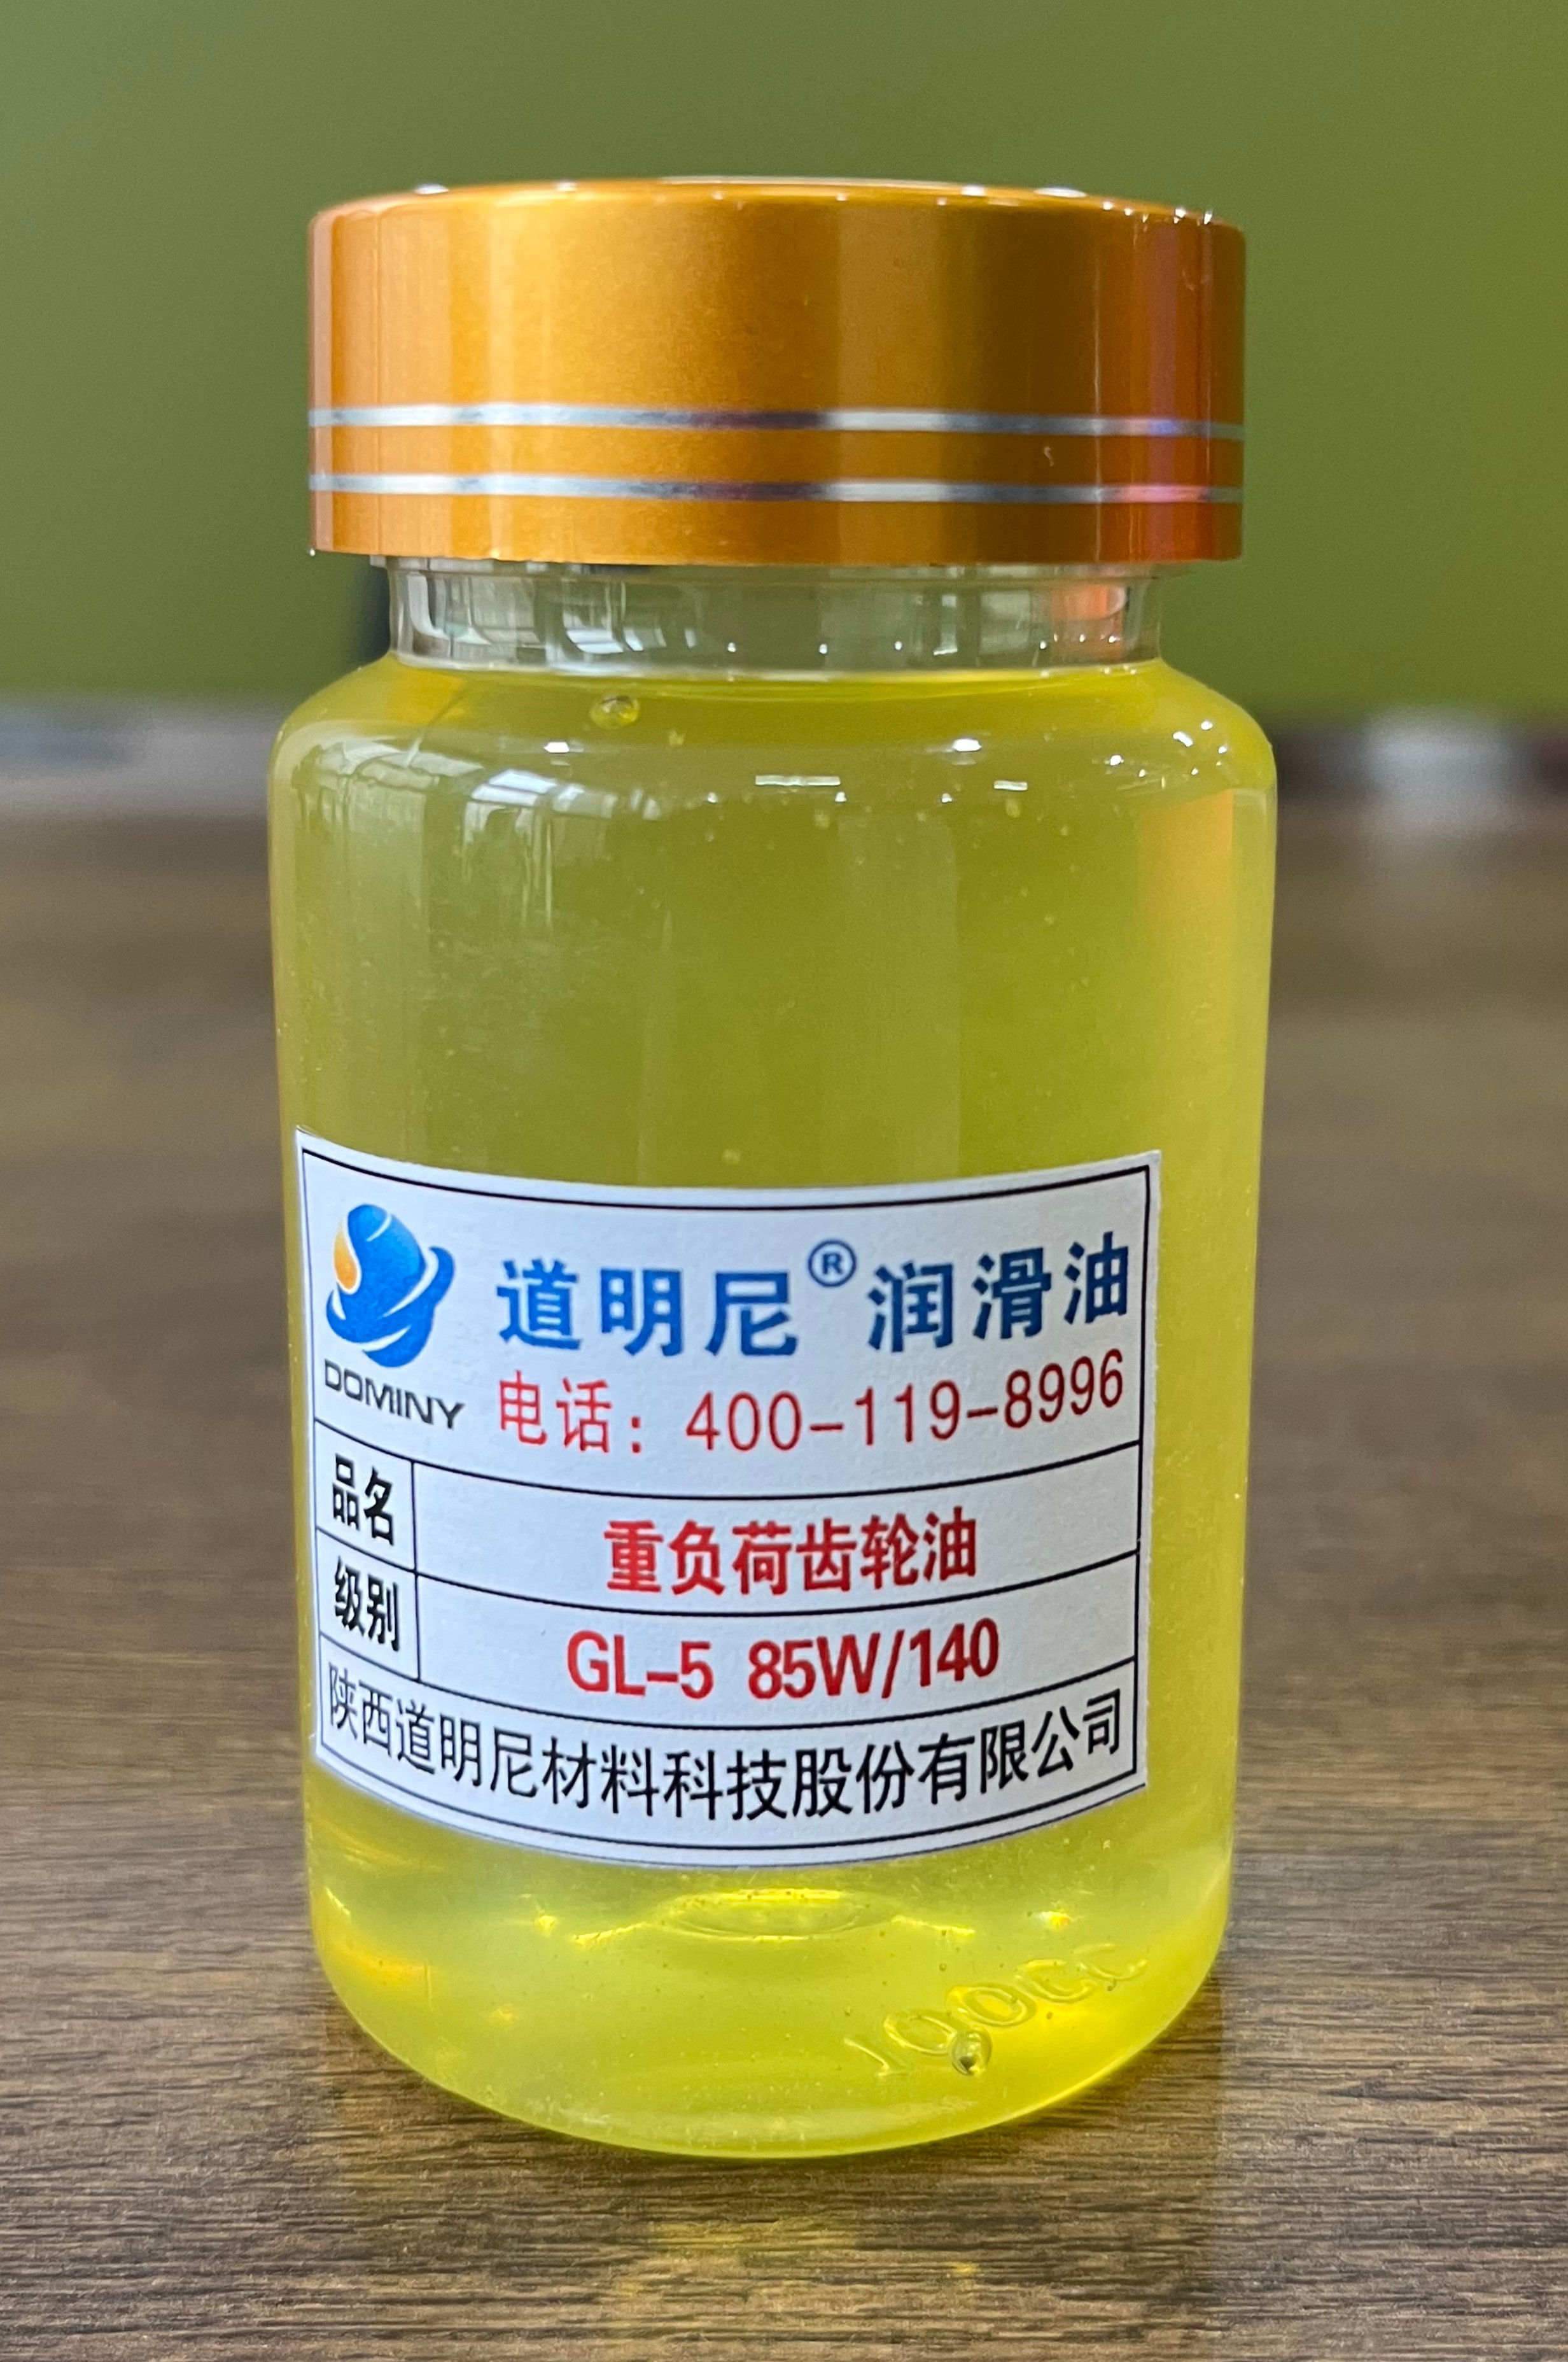 道明尼®润滑油
DOMINY
电话：400-119-8996
品名 重负荷齿轮油
级别 GL-5 85W/140
陕西道明尼材料科技股份有限公司
100cc